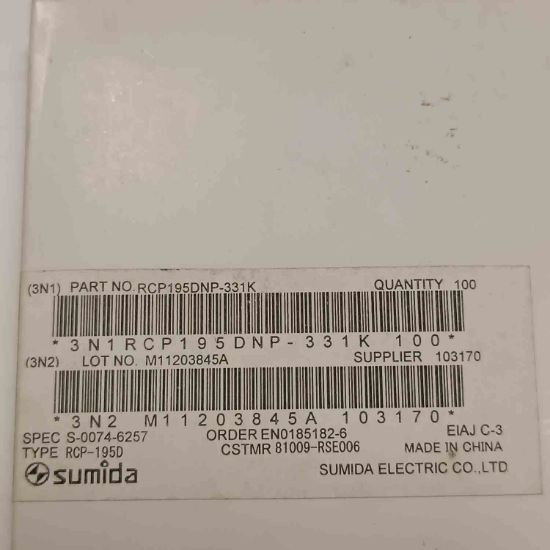 (3N1) PART NO. RCP195DNP-331K QUANTITY 100
*3N1RCP195DNP-331K 100*
(3N2) LOT NO. M11203845A SUPPLIER 103170
*3N2 M11203845A 103170*
SPEC S-0074-6257 ORDER EN0185182-6 EIAJ C-3
TYPE RCP-195D CSTMR 81009-RSE006 MADE IN CHINA
sumida SUMIDA ELECTRIC CO.,LTD